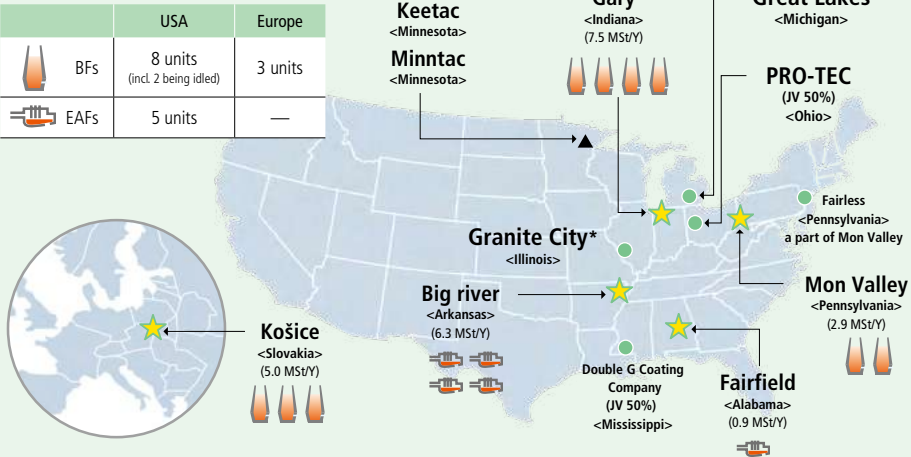 USA Europe
BFs 8 units 3 units
(incl. 2 being idled)
EAFs 5 units —
Keetac
<Minnesota>
Minntac
<Minnesota>
Gary
<Indiana>
(7.5 MSt/Y)
Great Lakes
<Michigan>
PRO-TEC
(JV 50%)
<Ohio>
Fairless
<Pennsylvania>
a part of Mon Valley
Granite City*
<Illinois>
Mon Valley
<Pennsylvania>
(2.9 MSt/Y)
Big river
<Arkansas>
(6.3 MSt/Y)
Košice
<Slovakia>
(5.0 MSt/Y)
Double G Coating
Company
(JV 50%)
<Mississippi>
Fairfield
<Alabama>
(0.9 MSt/Y)